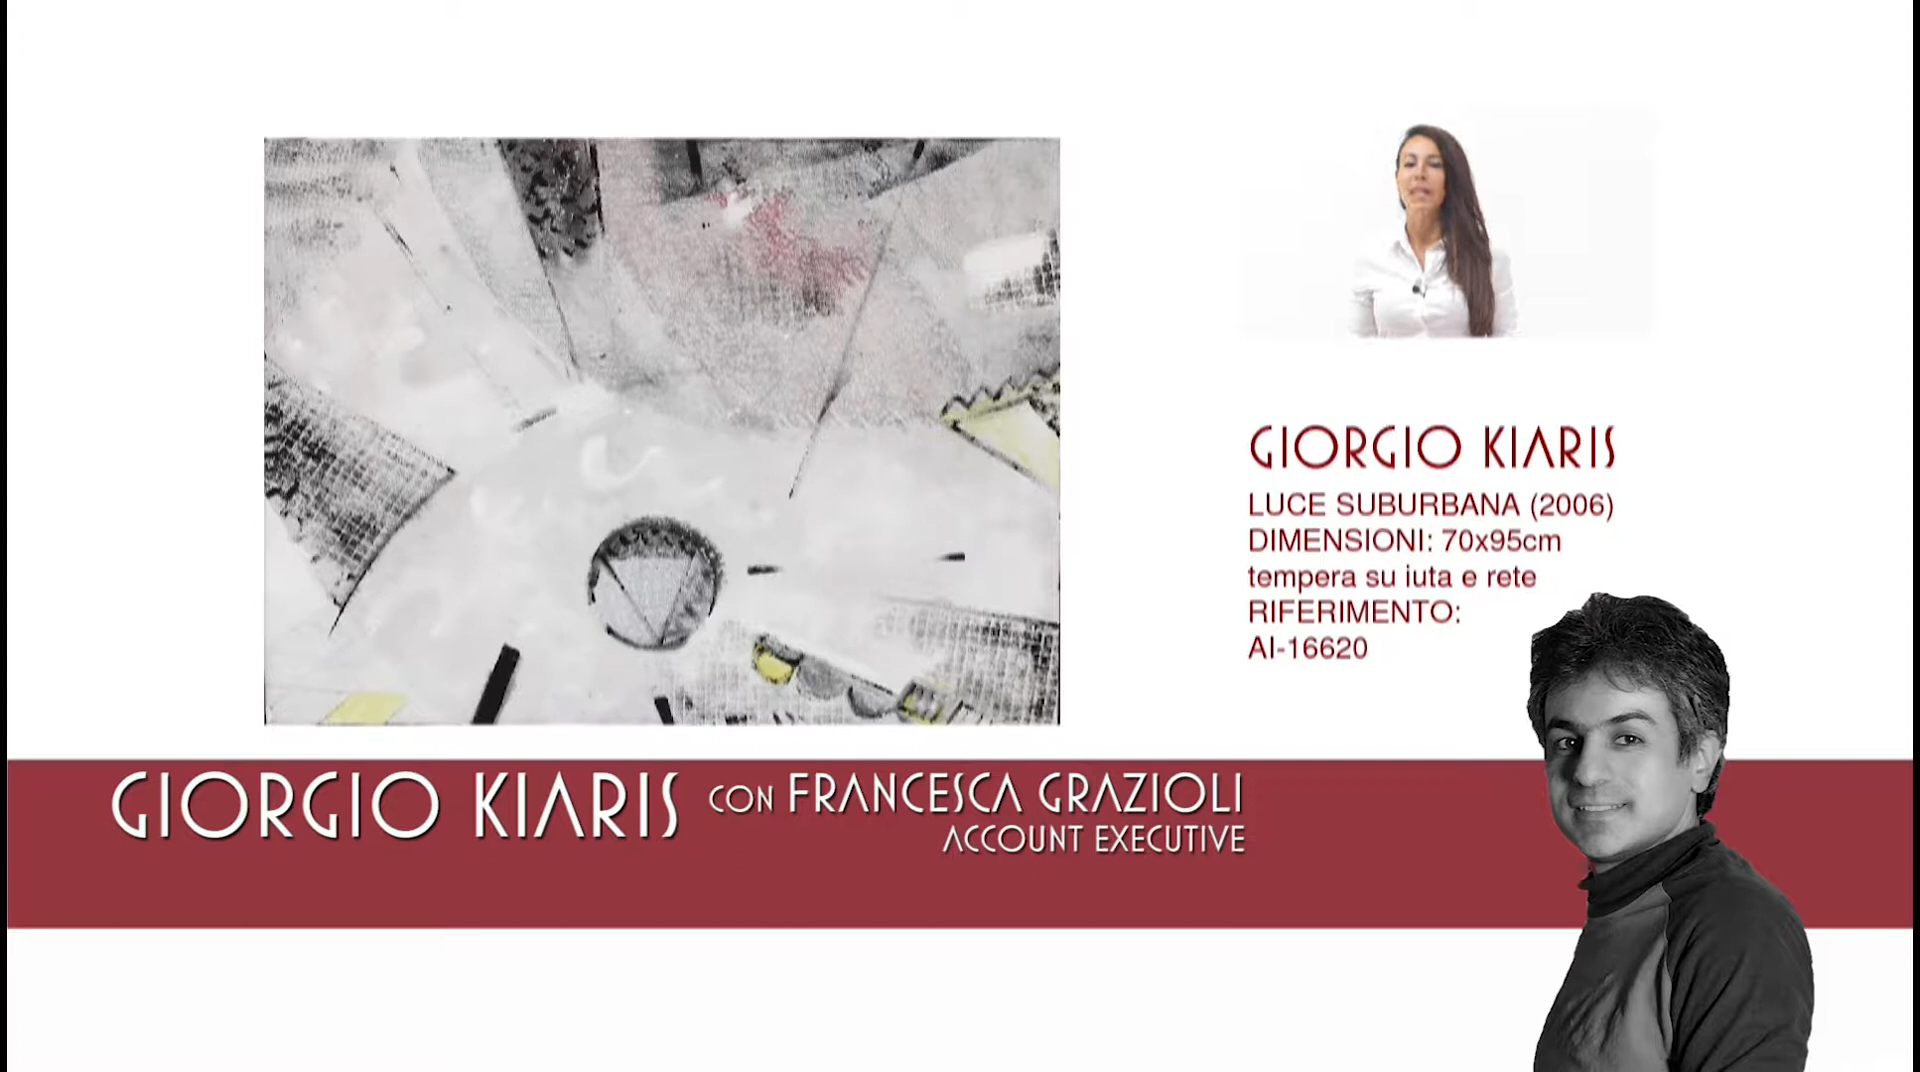 GIORGIO KIARIS
LUCE SUBURBANA (2006)
DIMENSIONI: 70x95cm
tempera su iuta e rete
RIFERIMENTO:
AI-16620
GIORGIO KIARIS CON FRANCESCA GRAZIOLI
ACCOUNT EXECUTIVE